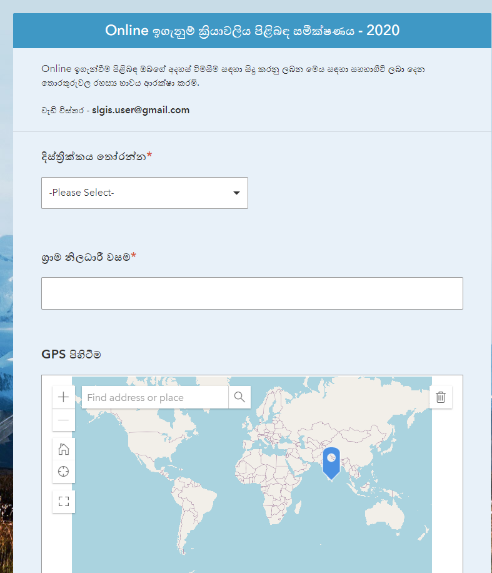 Online ඉගැනුම් ක්‍රියාවලිය පිළිබඳ සමීක්ෂණය - 2020
Online ඉගැන්වීම පිළිබඳ ඔබගේ අදහස් විමසීම සඳහා සිදු කරනු ලබන මෙය සඳහා සහභාගිවී ලබා දෙන
තොරතුරුවල රහස්‍ය භාවය ආරක්ෂා කරමි.
වැඩි විස්තර - slgis.user@gmail.com
දිස්ත්‍රික්කය තෝරන්න*
-Please Select-
ග්‍රාම නිලධාරී වසම*
GPS පිහිටීම
Find address or place